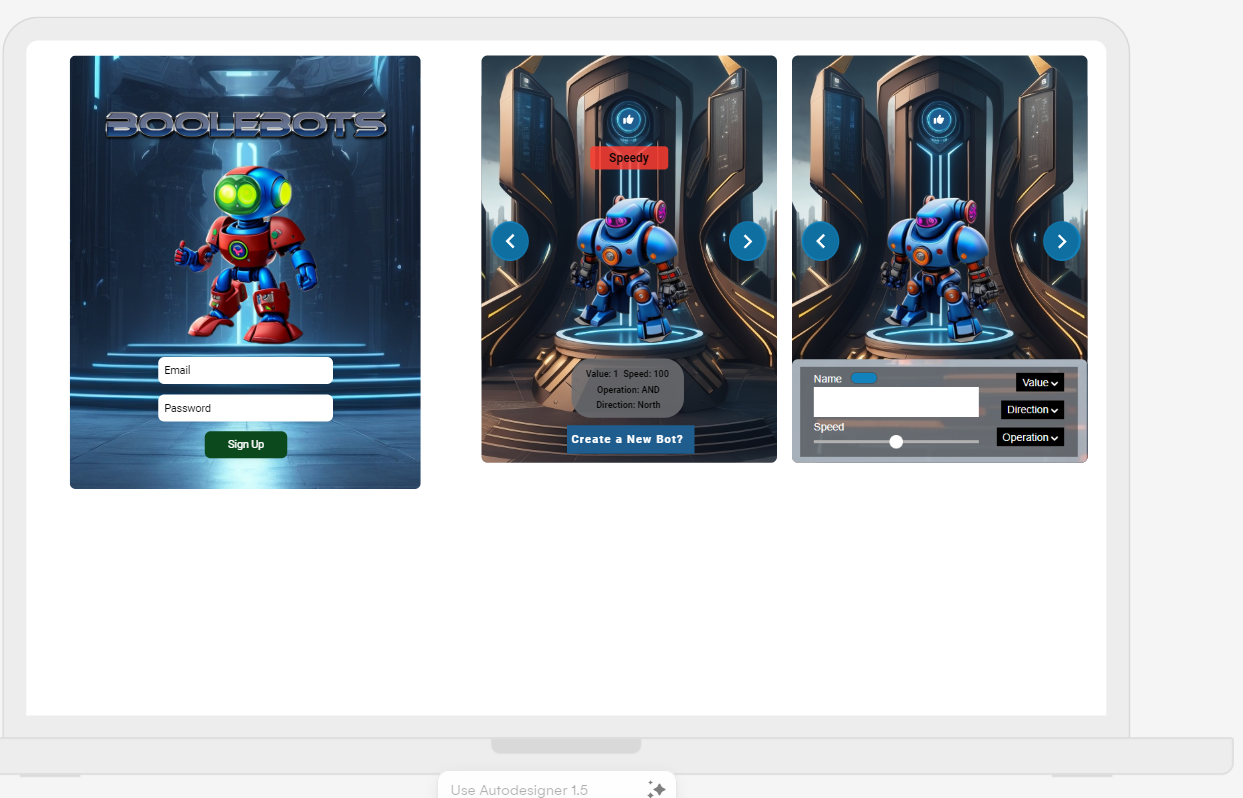 BOOLEBOTS
Email
Password
Sign Up
Speedy
Value: 1 Speed: 100
Operation: AND
Direction: North
Create a New Bot?
Name
Speed
Value
Direction
Operation
Use Autodesigner 1.5